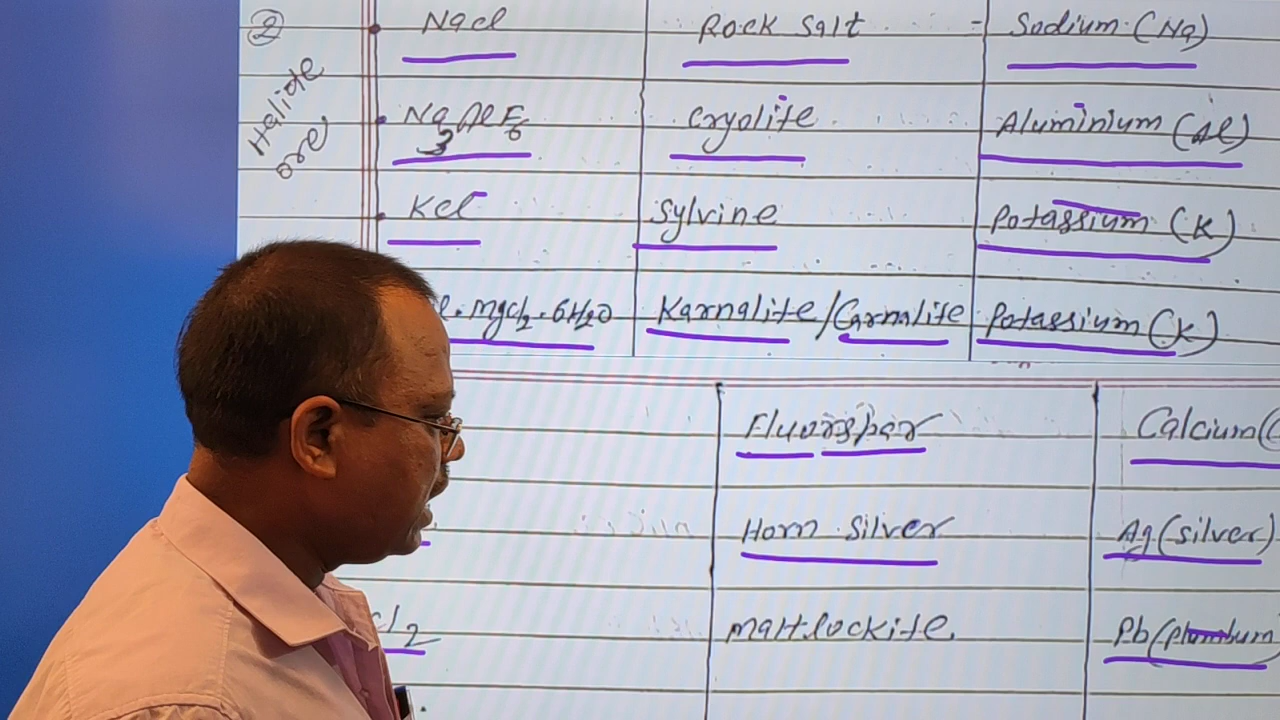 ② NaCl Rock Salt - Sodium (Na)
Halide ore
Na3AlF6 Cryolite Aluminium (Al)
KCl Sylvine Potassium (K)
l.MgCl2.6H2O Karnalite/Carnalite Potassium (K)
Fluorspar Calcium (C
Horn Silver Ag (silver)
Cl2 matlockite Pb (plumbum)